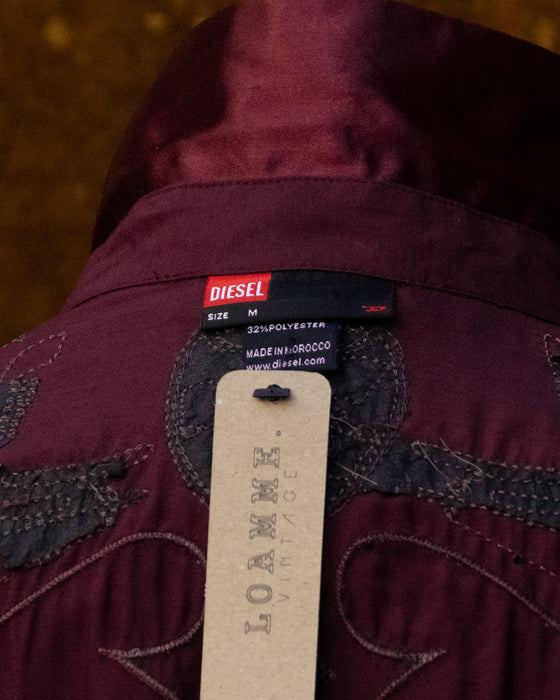 DIESEL
SIZE M
32%POLYESTER
MADE IN MOROCCO
www.diesel.com
LOAMME.
VINTAGE